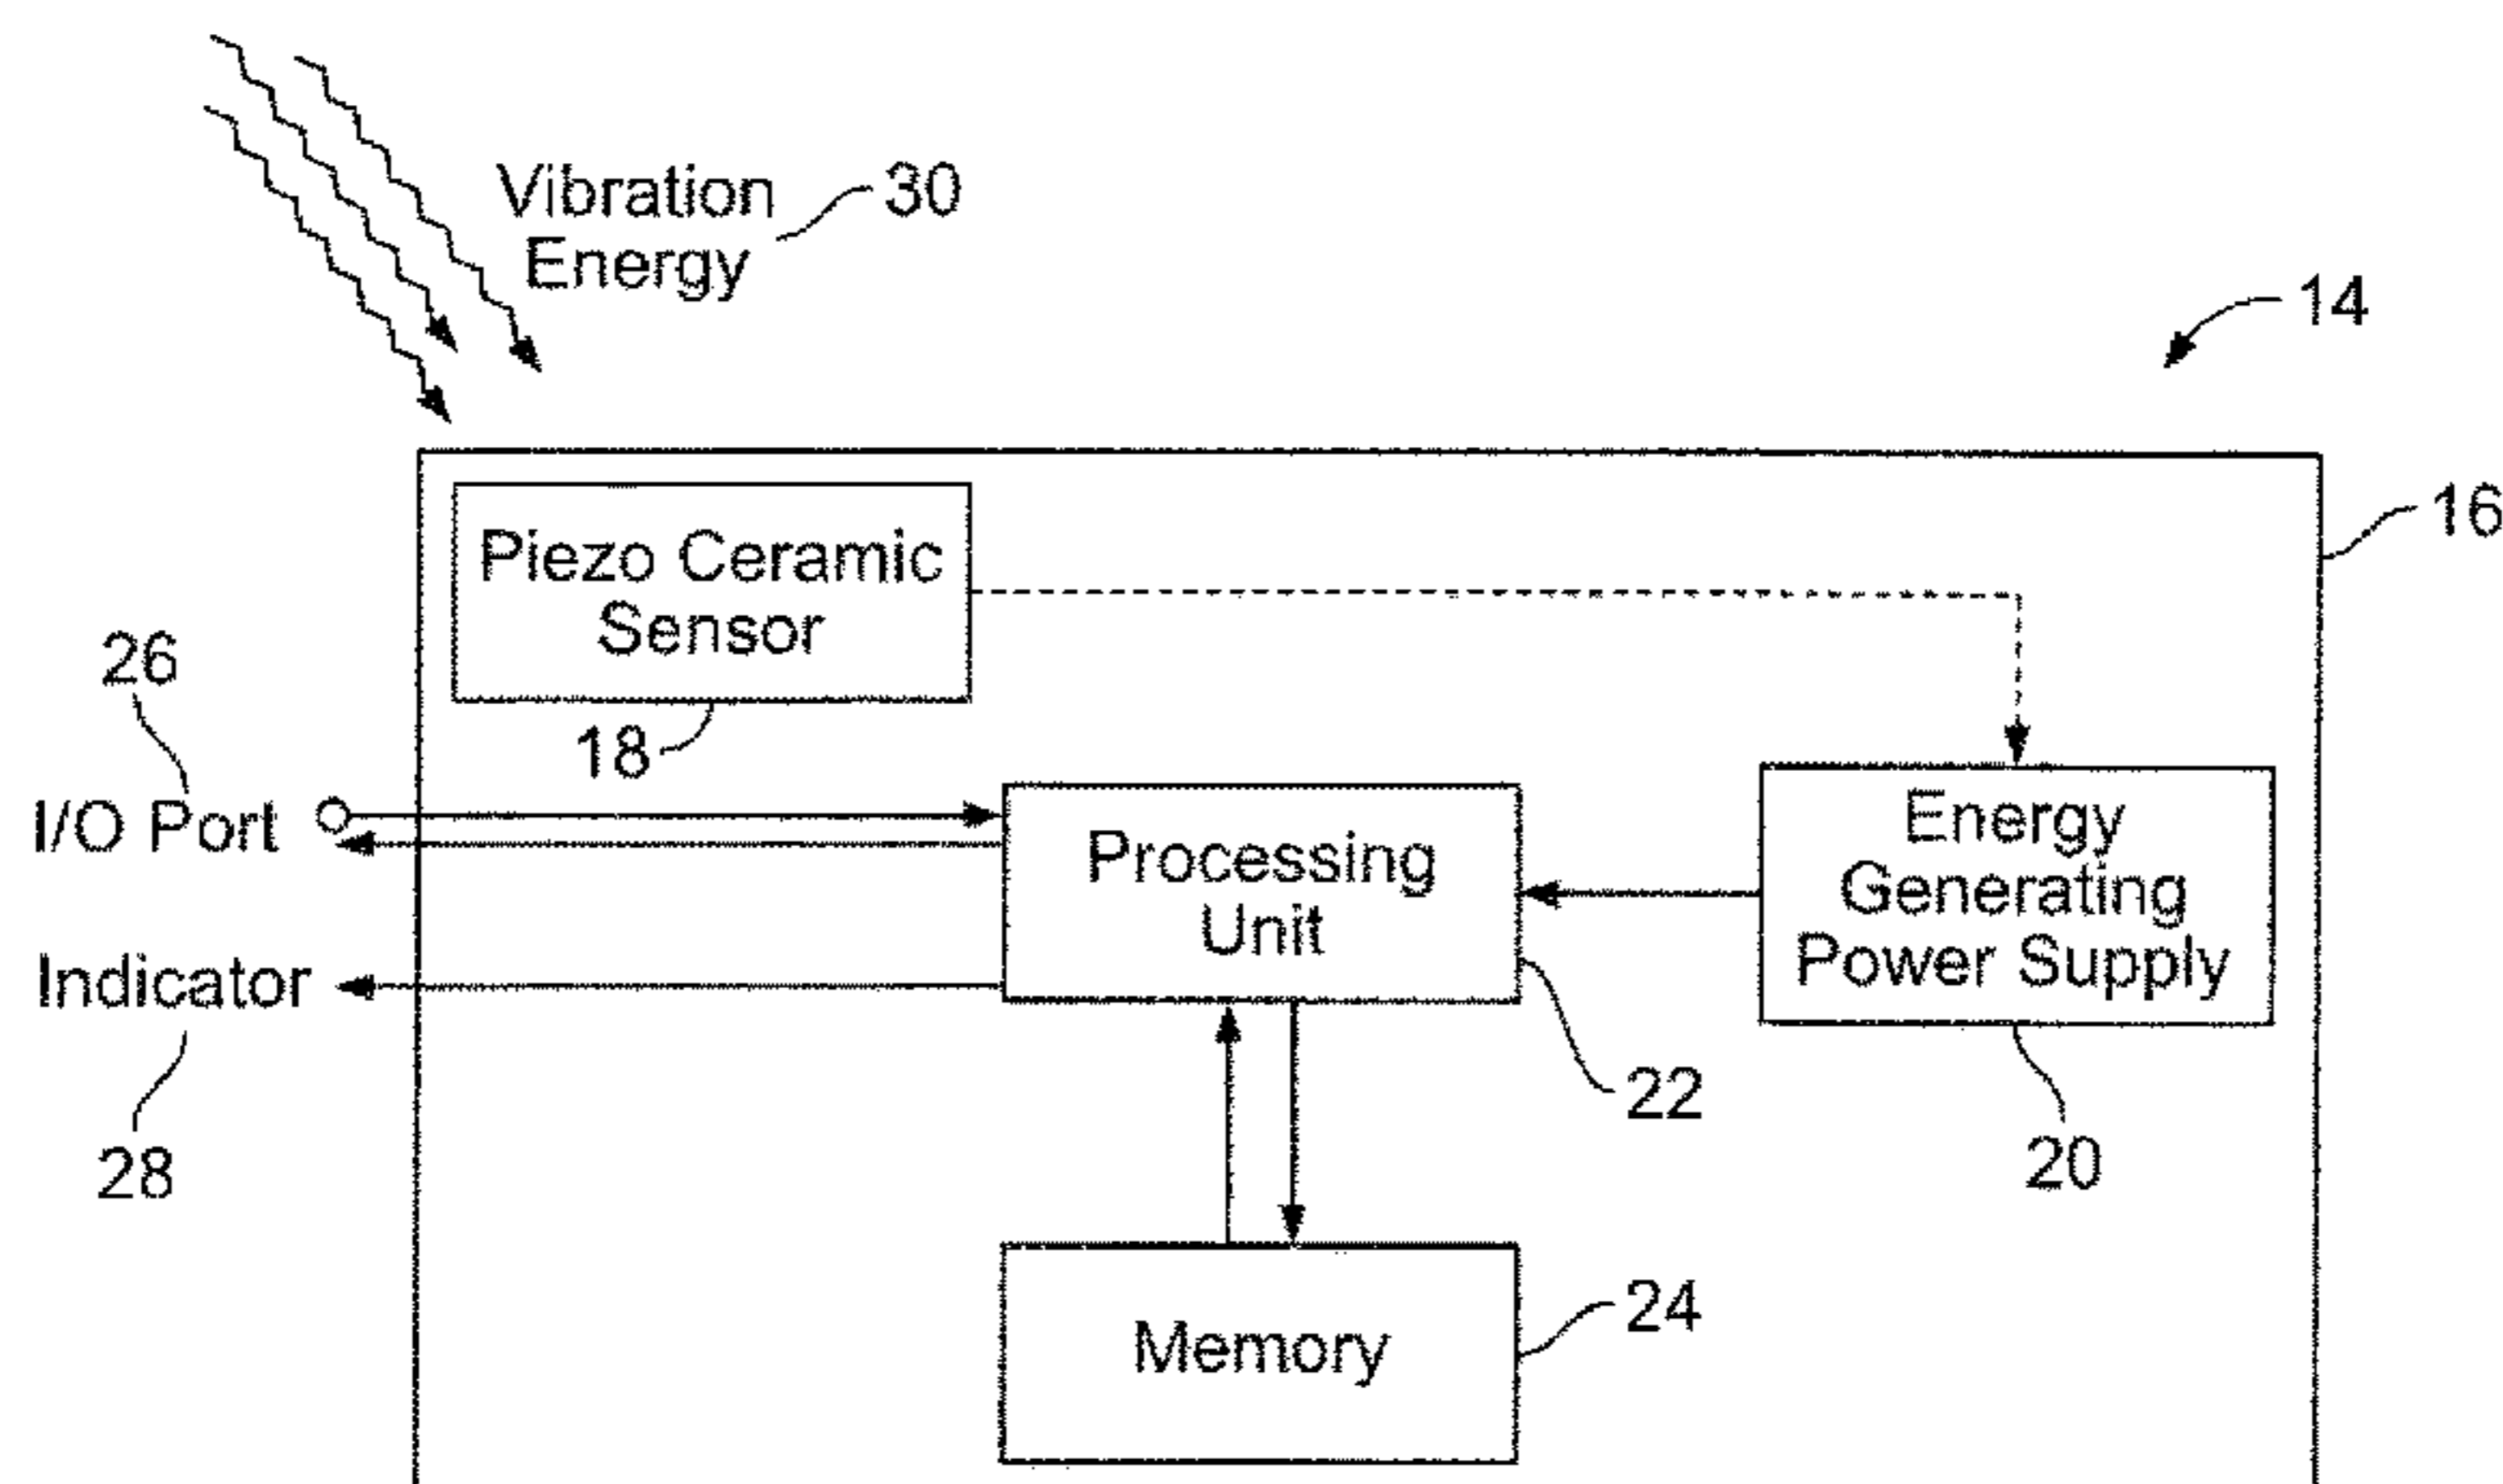 Vibration
Energy
30
14
16
Piezo Ceramic
Sensor
18
26
I/O Port
Indicator
28
Processing
Unit
22
Energy
Generating
Power Supply
20
Memory
24